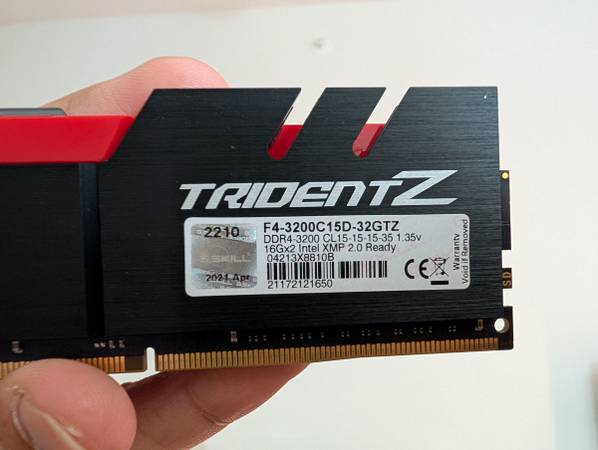 TRIDENTZ
2210
G.SKILL
2021 Apr
F4-3200C15D-32GTZ
DDR4-3200 CL15-15-15-35 1.35v
16Gx2 Intel XMP 2.0 Ready
04213X8810B
21172121650
CE
Warranty
Void if Removed